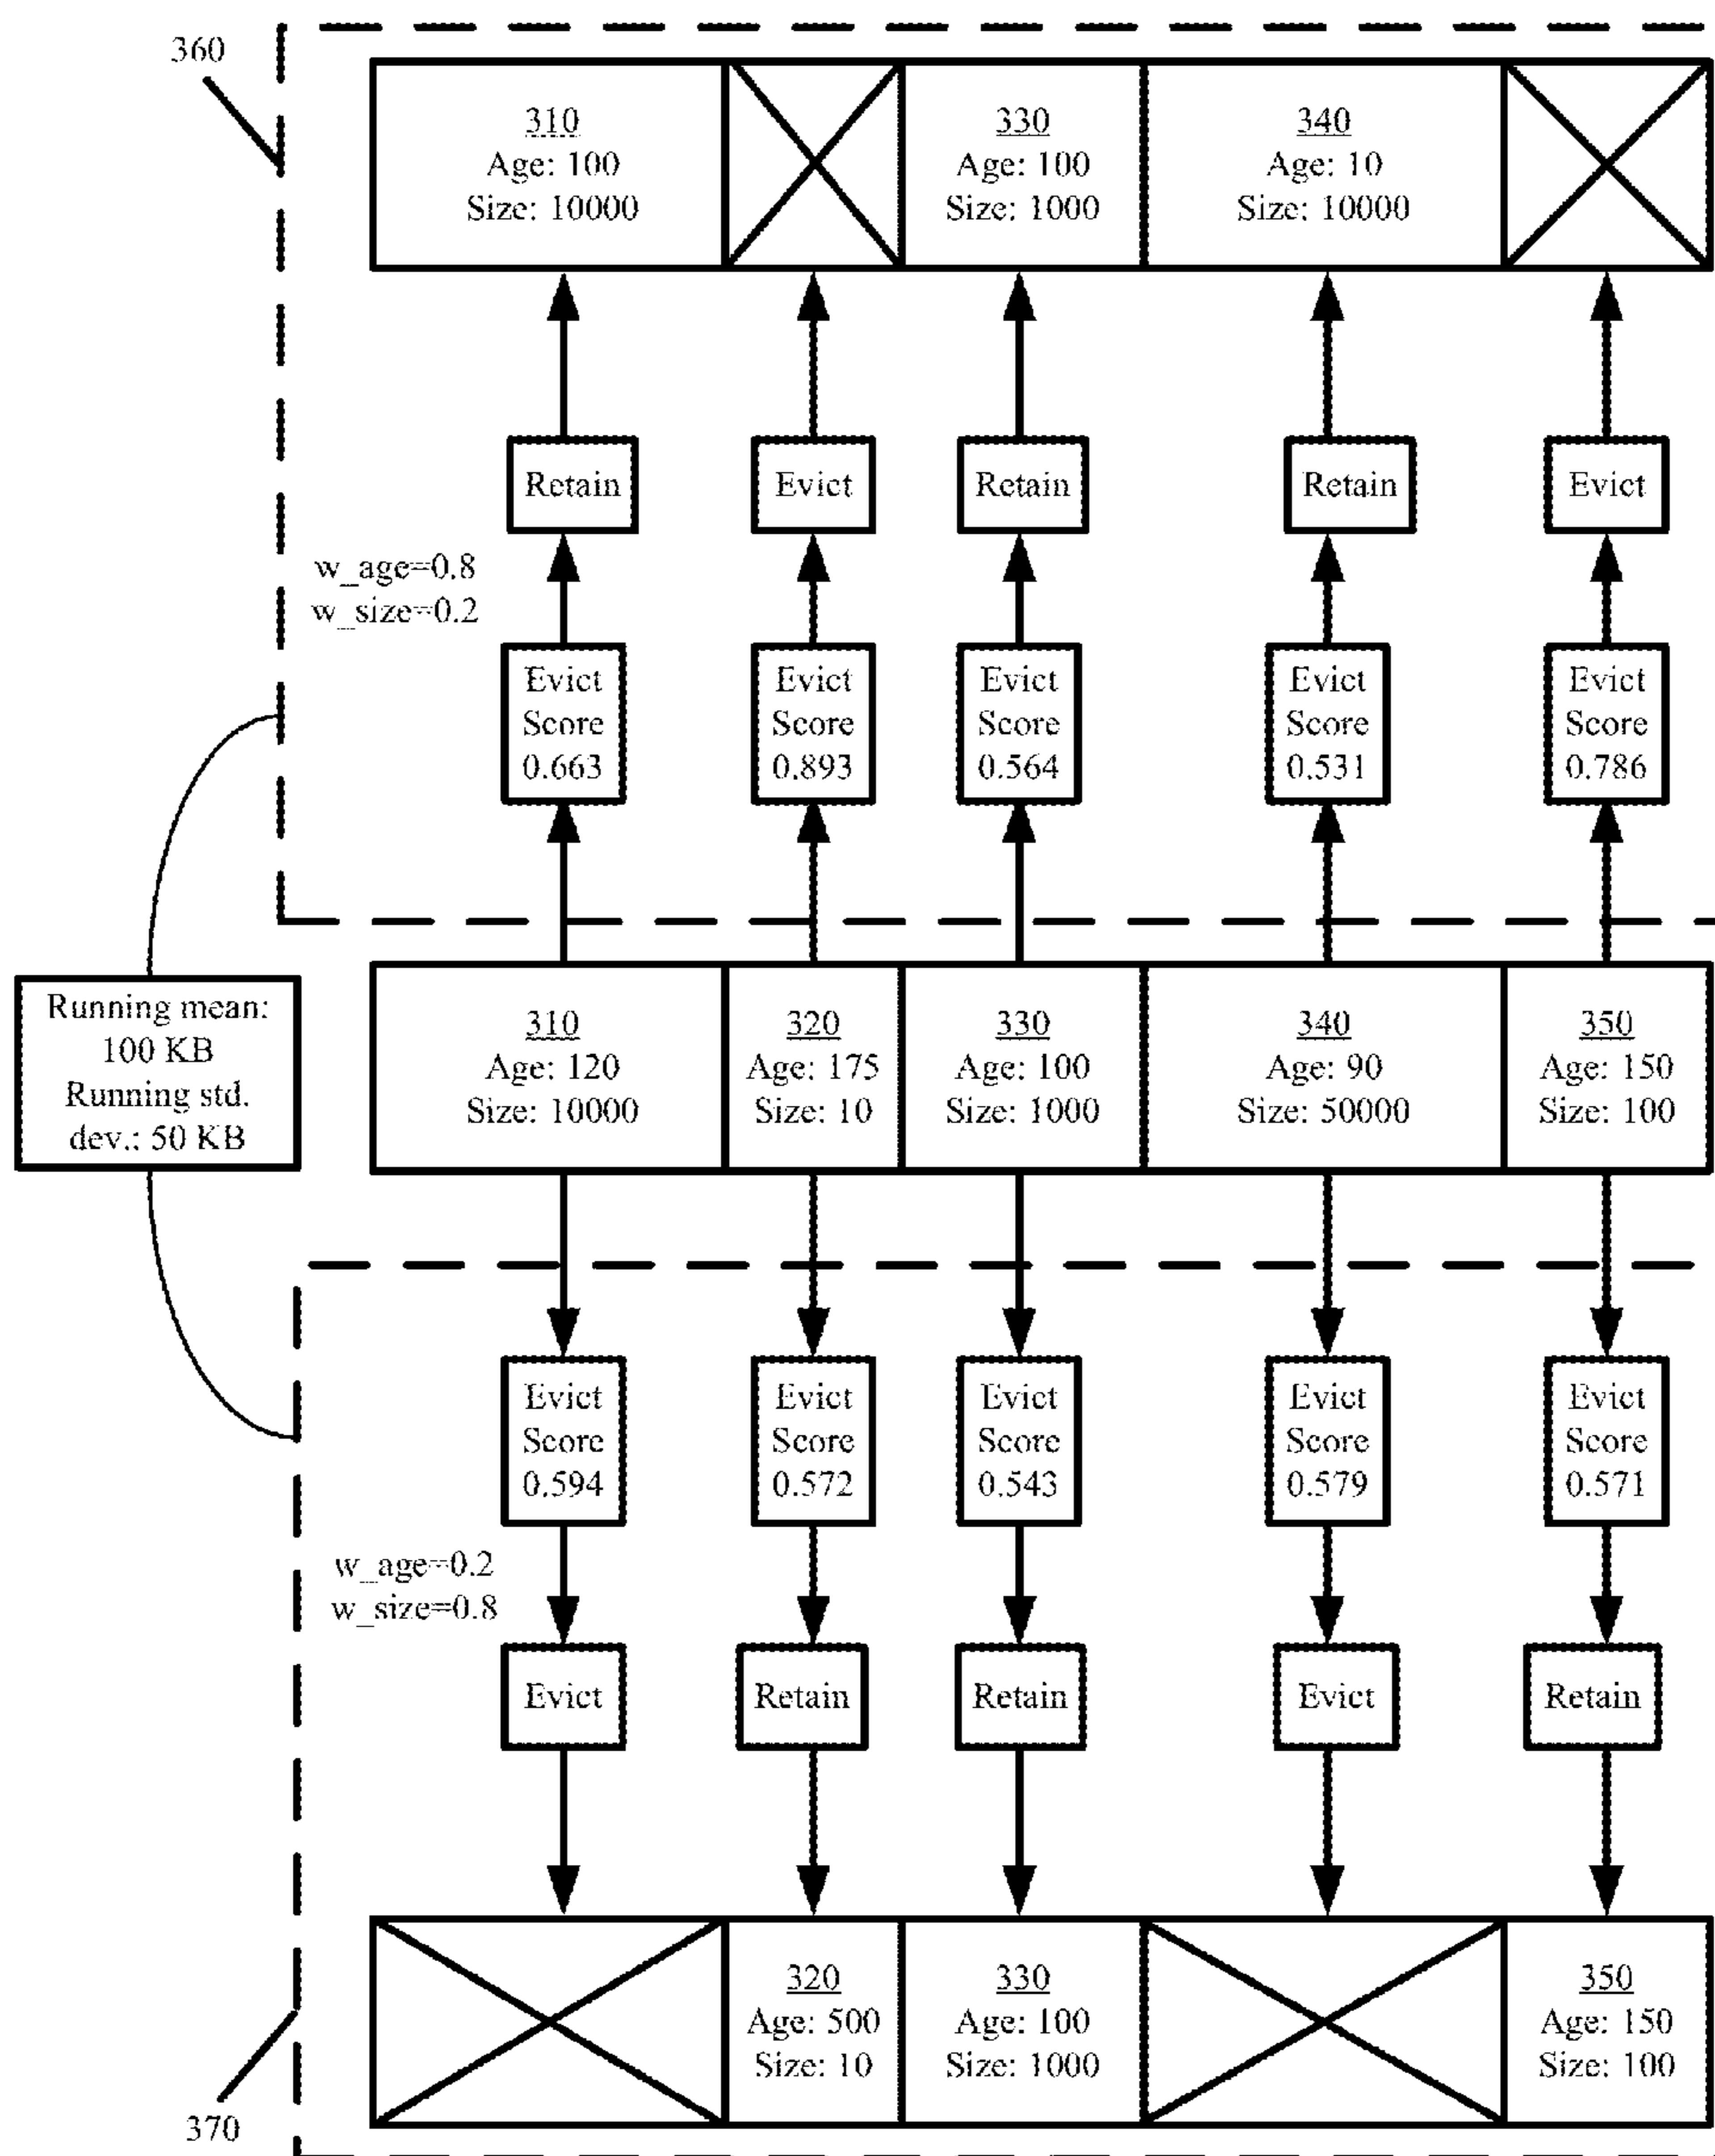 360
310
Age: 100
Size: 10000
330
Age: 100
Size: 1000
340
Age: 10
Size: 10000
Retain
Evict
Retain
Retain
Evict
w_age=0.8
w_size=0.2
Evict
Score
0.663
Evict
Score
0.893
Evict
Score
0.564
Evict
Score
0.531
Evict
Score
0.786
Running mean:
100 KB
Running std.
dev.: 50 KB
310
Age: 120
Size: 10000
320
Age: 175
Size: 10
330
Age: 100
Size: 1000
340
Age: 90
Size: 50000
350
Age: 150
Size: 100
Evict
Score
0.594
Evict
Score
0.572
Evict
Score
0.543
Evict
Score
0.579
Evict
Score
0.571
w_age=0.2
w_size=0.8
Evict
Retain
Retain
Evict
Retain
320
Age: 500
Size: 10
330
Age: 100
Size: 1000
350
Age: 150
Size: 100
370